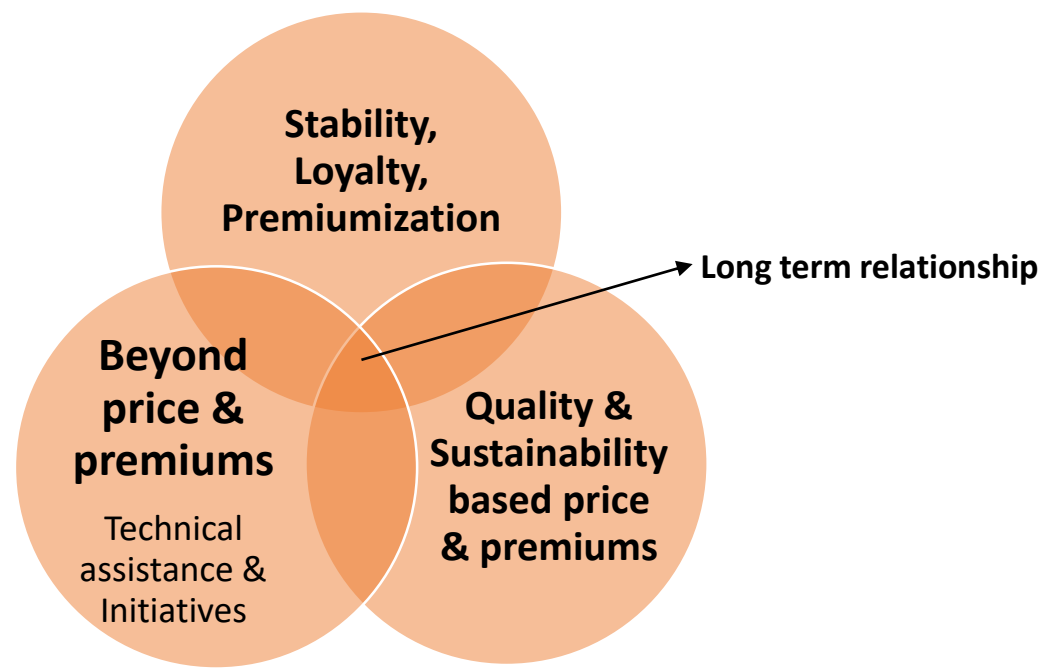 Stability,
Loyalty,
Premiumization
Long term relationship
Beyond
price &
premiums
Technical
assistance &
Initiatives
Quality &
Sustainability
based price
& premiums